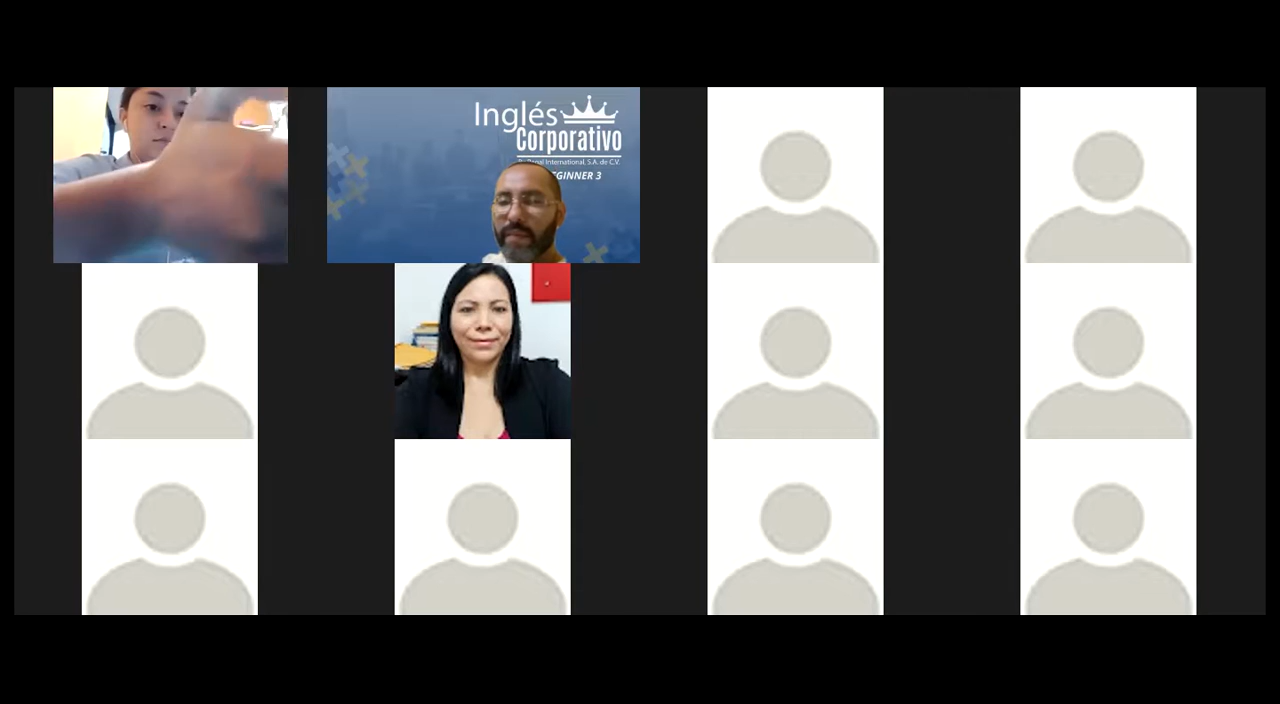 Inglés
Corporativo
International, S.A. de C.V.
GINNER 3